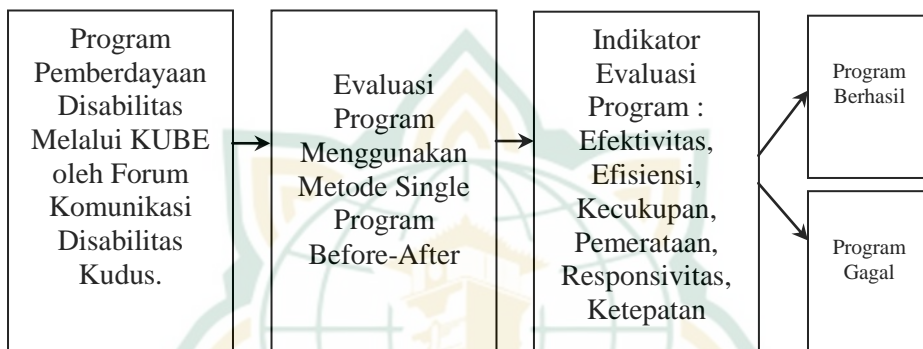 Program
Pemberdayaan
Disabilitas
Melalui KUBE
oleh Forum
Komunikasi
Disabilitas
Kudus.
Evaluasi
Program
Menggunakan
Metode Single
Program
Before-After
Indikator
Evaluasi
Program :
Efektivitas,
Efisiensi,
Kecukupan,
Pemerataan,
Responsivitas,
Ketepatan
Program
Berhasil
Program
Gagal